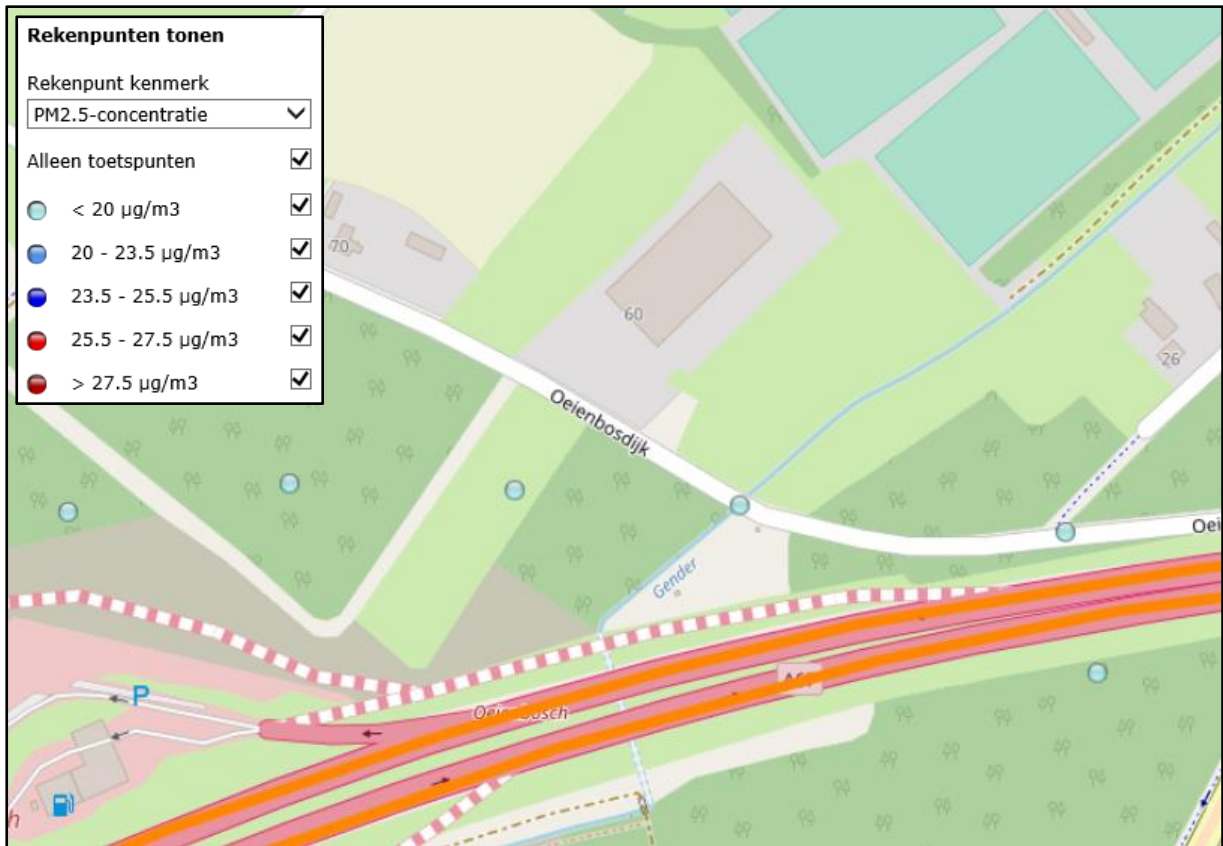 Rekenpunten tonen
Rekenpunt kenmerk
PM2.5-concentratie
Alleen toetspunten
< 20 µg/m3
20 - 23.5 µg/m3
23.5 - 25.5 µg/m3
25.5 - 27.5 µg/m3
> 27.5 µg/m3
70
60
26
Oeienbosdijk
Oei
Gender
P